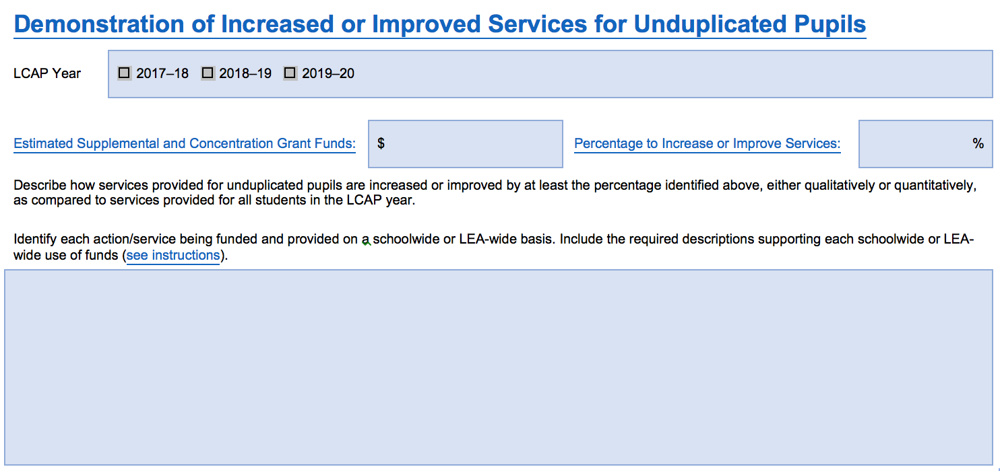 Demonstration of Increased or Improved Services for Unduplicated Pupils
LCAP Year
2017–18 2018–19 2019–20
Estimated Supplemental and Concentration Grant Funds: $ Percentage to Increase or Improve Services: %
Describe how services provided for unduplicated pupils are increased or improved by at least the percentage identified above, either qualitatively or quantitatively,
as compared to services provided for all students in the LCAP year.
Identify each action/service being funded and provided on a schoolwide or LEA-wide basis. Include the required descriptions supporting each schoolwide or LEA-
wide use of funds (see instructions).